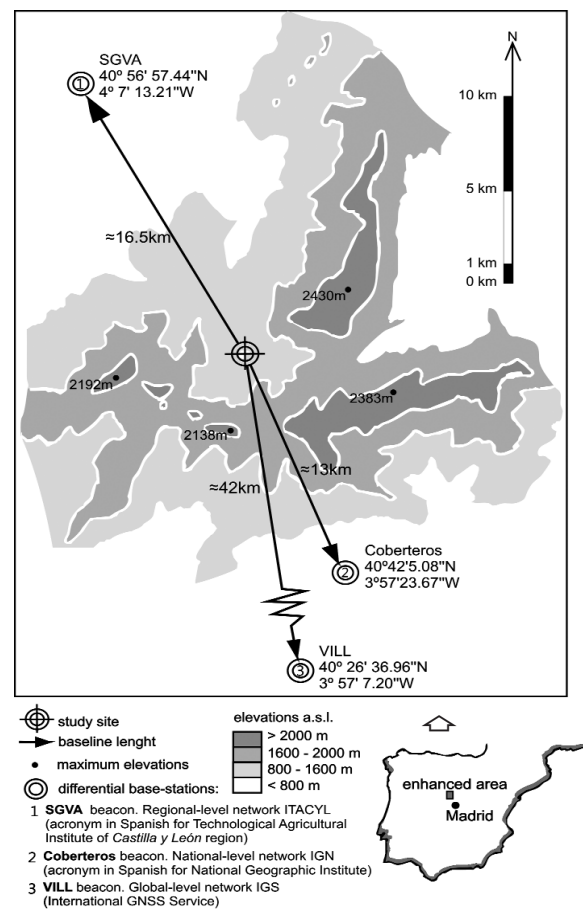 SGVA
40º 56' 57.44"N
4º 7' 13.21"W
1
N
10 km
5 km
1 km
0 km
≈16.5km
2430m
2192m
2383m
2138m
≈13km
≈42km
Coberteros
40º42'5.08"N
3º57'23.67"W
2
VILL
40º 26' 36.96"N
3º 57' 7.20"W
3
study site
baseline lenght
maximum elevations
differential base-stations:
elevations a.s.l.
> 2000 m
1600 - 2000 m
800 - 1600 m
< 800 m
1 SGVA beacon. Regional-level network ITACYL
(acronym in Spanish for Technological Agricultural
Institute of Castilla y León region)
2 Coberteros beacon. National-level network IGN
(acronym in Spanish for National Geographic Institute)
3 VILL beacon. Global-level network IGS
(International GNSS Service)
enhanced area
Madrid